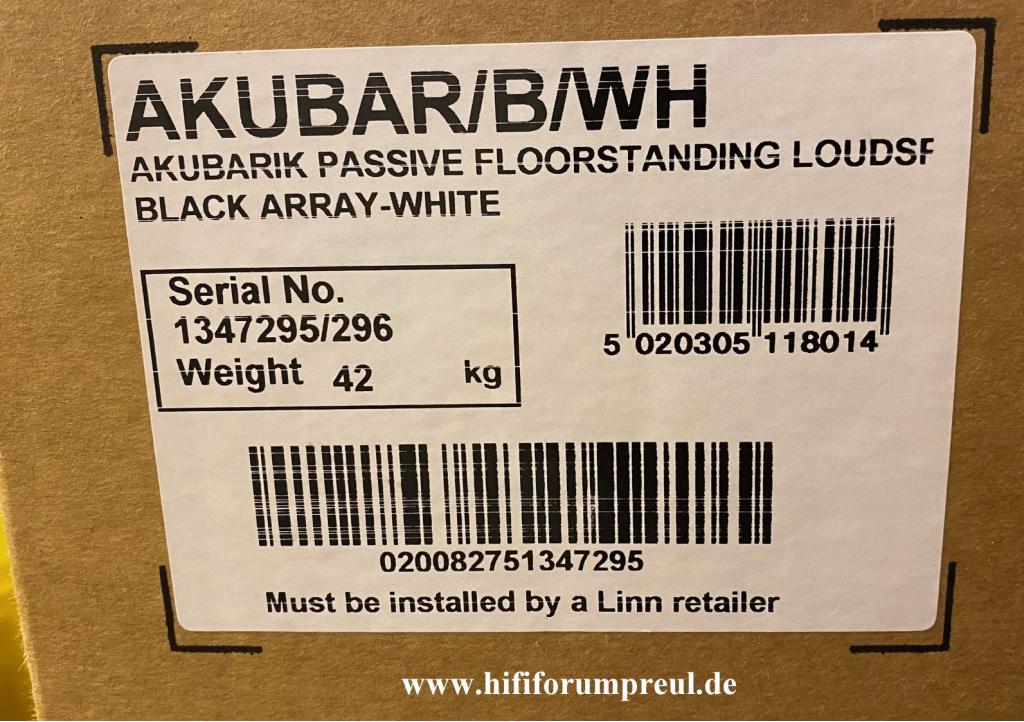 AKUBAR/B/WH
AKUBARIK PASSIVE FLOORSTANDING LOUDSP
BLACK ARRAY-WHITE
Serial No.
1347295/296
Weight 42 kg
5 020305 118014
020082751347295
Must be installed by a Linn retailer
www.hififorumpreul.de